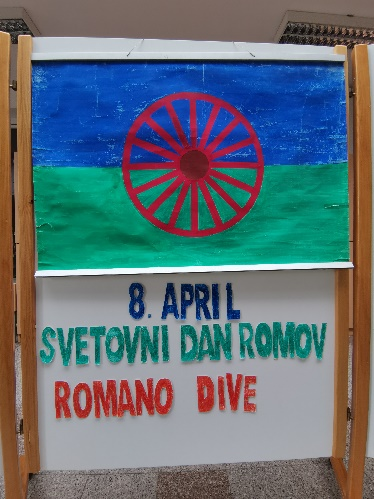 8. APRIL
SVETOVNI DAN ROMOV
ROMANO DIVE